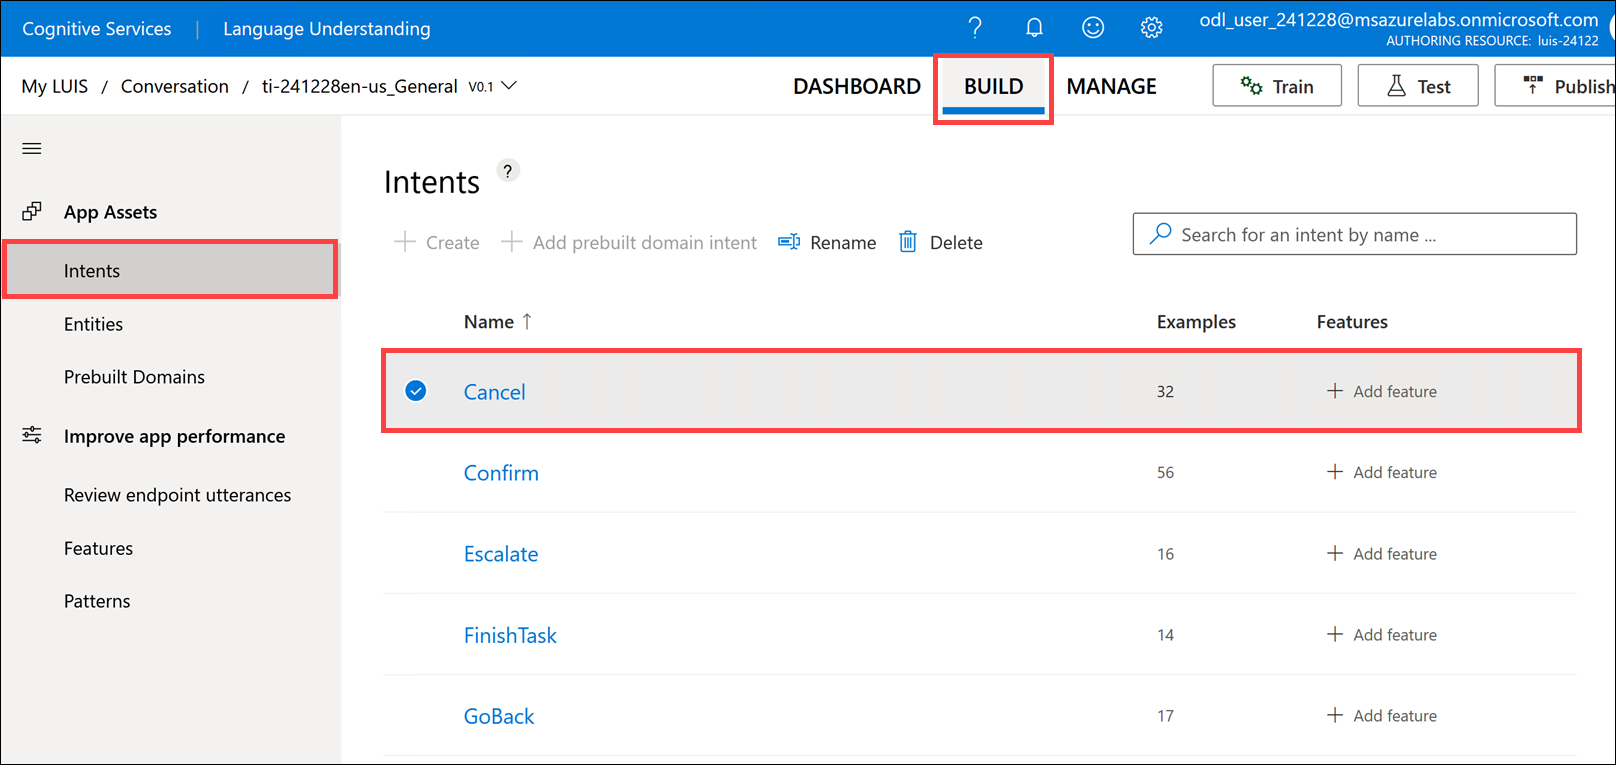 Cognitive Services | Language Understanding
? odl_user_241228@msazurelabs.onmicrosoft.com
AUTHORING RESOURCE: luis-24122
My LUIS / Conversation / ti-241228en-us_General V0.1
DASHBOARD BUILD MANAGE Train Test Publish
App Assets
Intents
Entities
Prebuilt Domains
Improve app performance
Review endpoint utterances
Features
Patterns
Intents ?
+ Create + Add prebuilt domain intent Rename Delete
Search for an intent by name ...
Name ↑ Examples Features
Cancel 32 + Add feature
Confirm 56 + Add feature
Escalate 16 + Add feature
FinishTask 14 + Add feature
GoBack 17 + Add feature